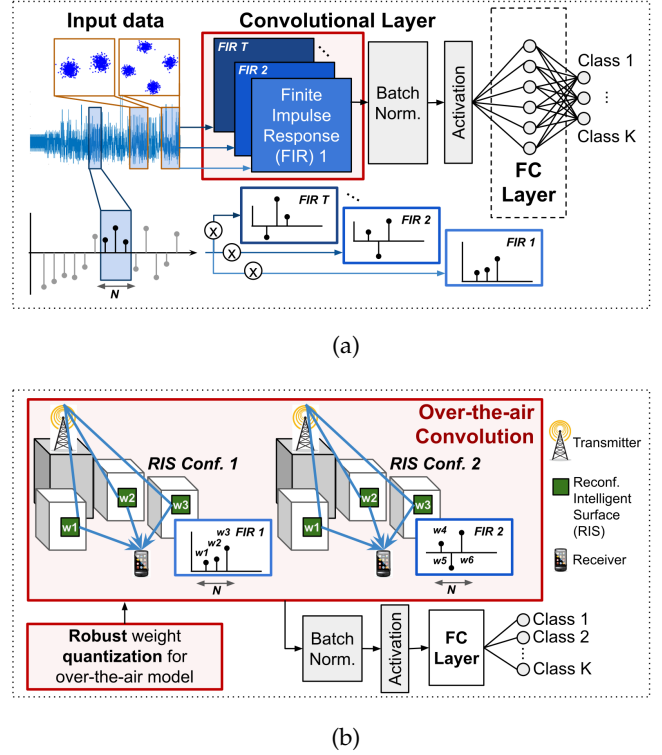 Input data
Convolutional Layer
FIR T
FIR 2
Finite
Impulse
Response
(FIR) 1
Batch
Norm.
Activation
FC
Layer
Class 1
Class K
FIR T
FIR 2
FIR 1
X
X
X
N
(a)
Over-the-air
Convolution
RIS Conf. 1
RIS Conf. 2
w1
w2
w3
w1
w2
w3
FIR 1
w1
w2
w3
N
FIR 2
w4
w5
w6
N
Transmitter
Reconf.
Intelligent
Surface
(RIS)
Receiver
Robust weight
quantization for
over-the-air model
Batch
Norm.
Activation
FC
Layer
Class 1
Class 2
Class K
(b)